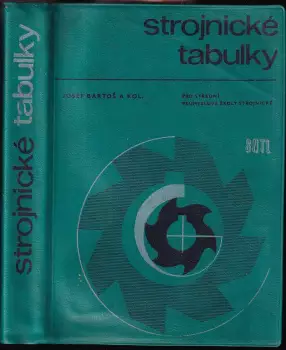 strojnické
tabulky
JOSEF BARTOŠ A KOL.
PRO STŘEDNÍ
PRŮMYSLOVÉ ŠKOLY STROJNICKÉ
SNTL
strojnické tabulky